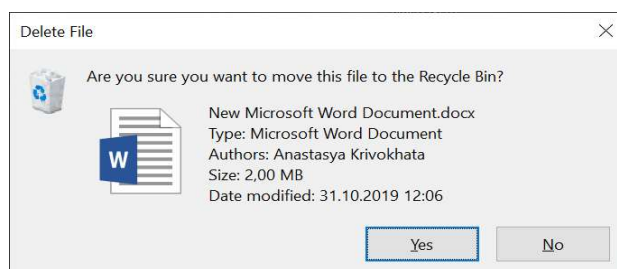 Delete File
Are you sure you want to move this file to the Recycle Bin?
New Microsoft Word Document.docx
Type: Microsoft Word Document
Authors: Anastasya Krivokhata
Size: 2,00 MB
Date modified: 31.10.2019 12:06
W
Yes
No